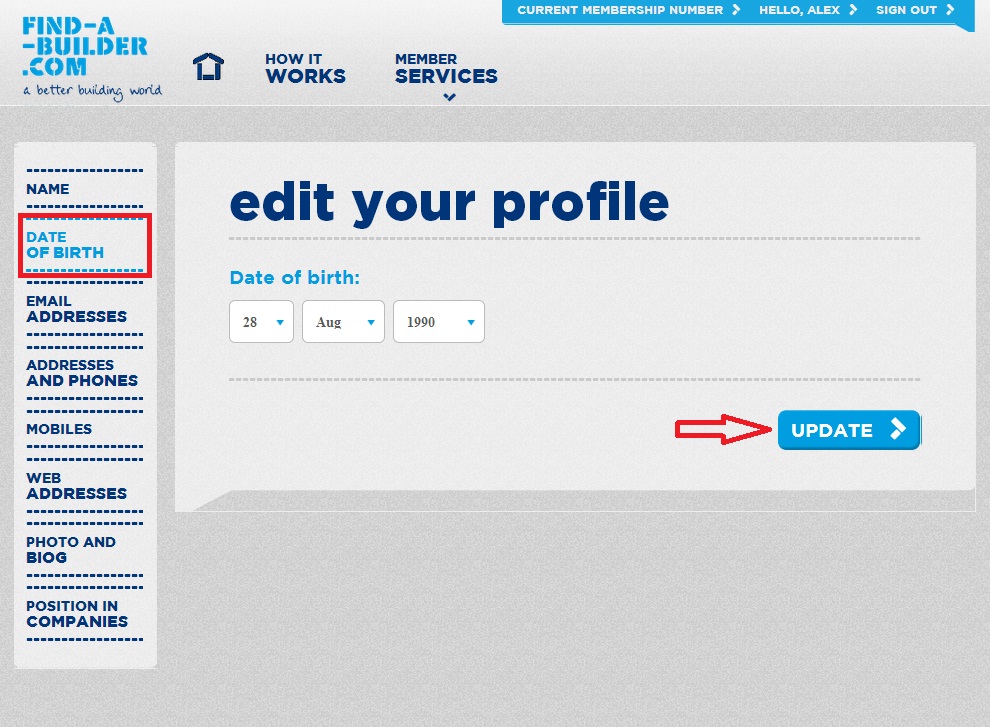 CURRENT MEMBERSHIP NUMBER HELLO, ALEX SIGN OUT
FIND-A
-BUILDER
.COM
a better building world
HOW IT
WORKS
MEMBER
SERVICES
NAME
DATE
OF BIRTH
EMAIL
ADDRESSES
ADDRESSES
AND PHONES
MOBILES
WEB
ADDRESSES
PHOTO AND
BIOG
POSITION IN
COMPANIES
edit your profile
Date of birth:
28 Aug 1990
UPDATE